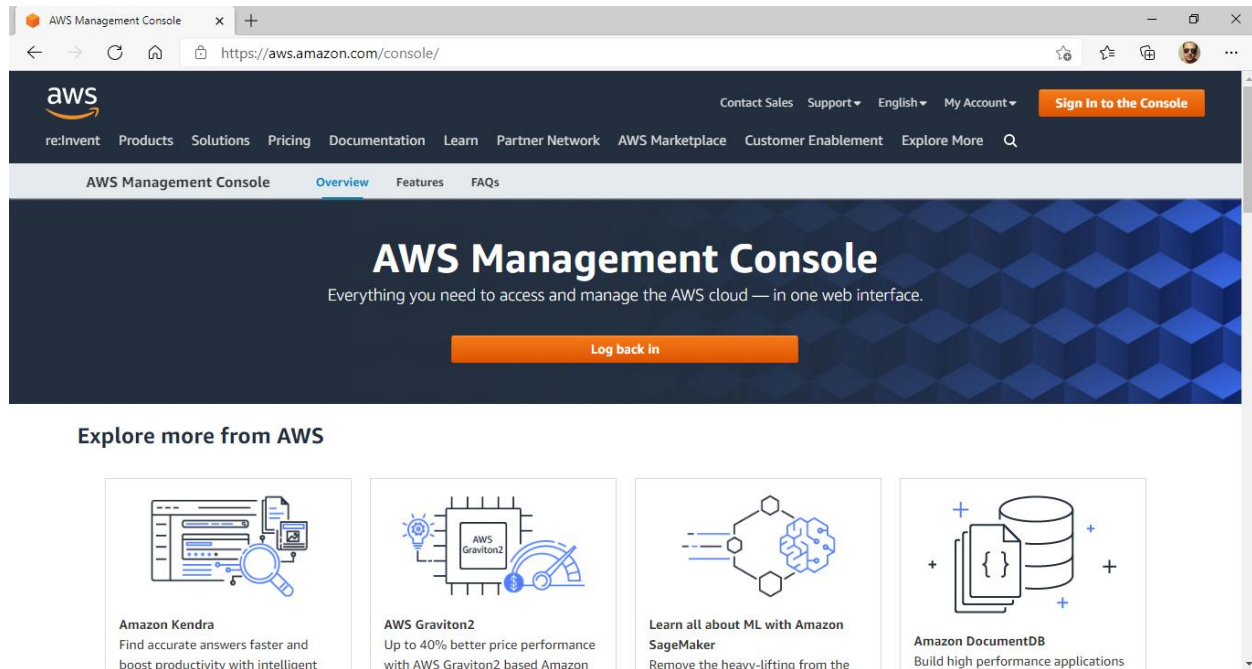 AWS Management Console
https://aws.amazon.com/console/
aws
Contact Sales Support English My Account Sign In to the Console
re:Invent Products Solutions Pricing Documentation Learn Partner Network AWS Marketplace Customer Enablement Explore More
AWS Management Console Overview Features FAQs
AWS Management Console
Everything you need to access and manage the AWS cloud — in one web interface.
Log back in
Explore more from AWS
AWS
Graviton2
{ }
Amazon Kendra
Find accurate answers faster and
boost productivity with intelligent
AWS Graviton2
Up to 40% better price performance
with AWS Graviton2 based Amazon
Learn all about ML with Amazon
SageMaker
Remove the heavy-lifting from the
Amazon DocumentDB
Build high performance applications